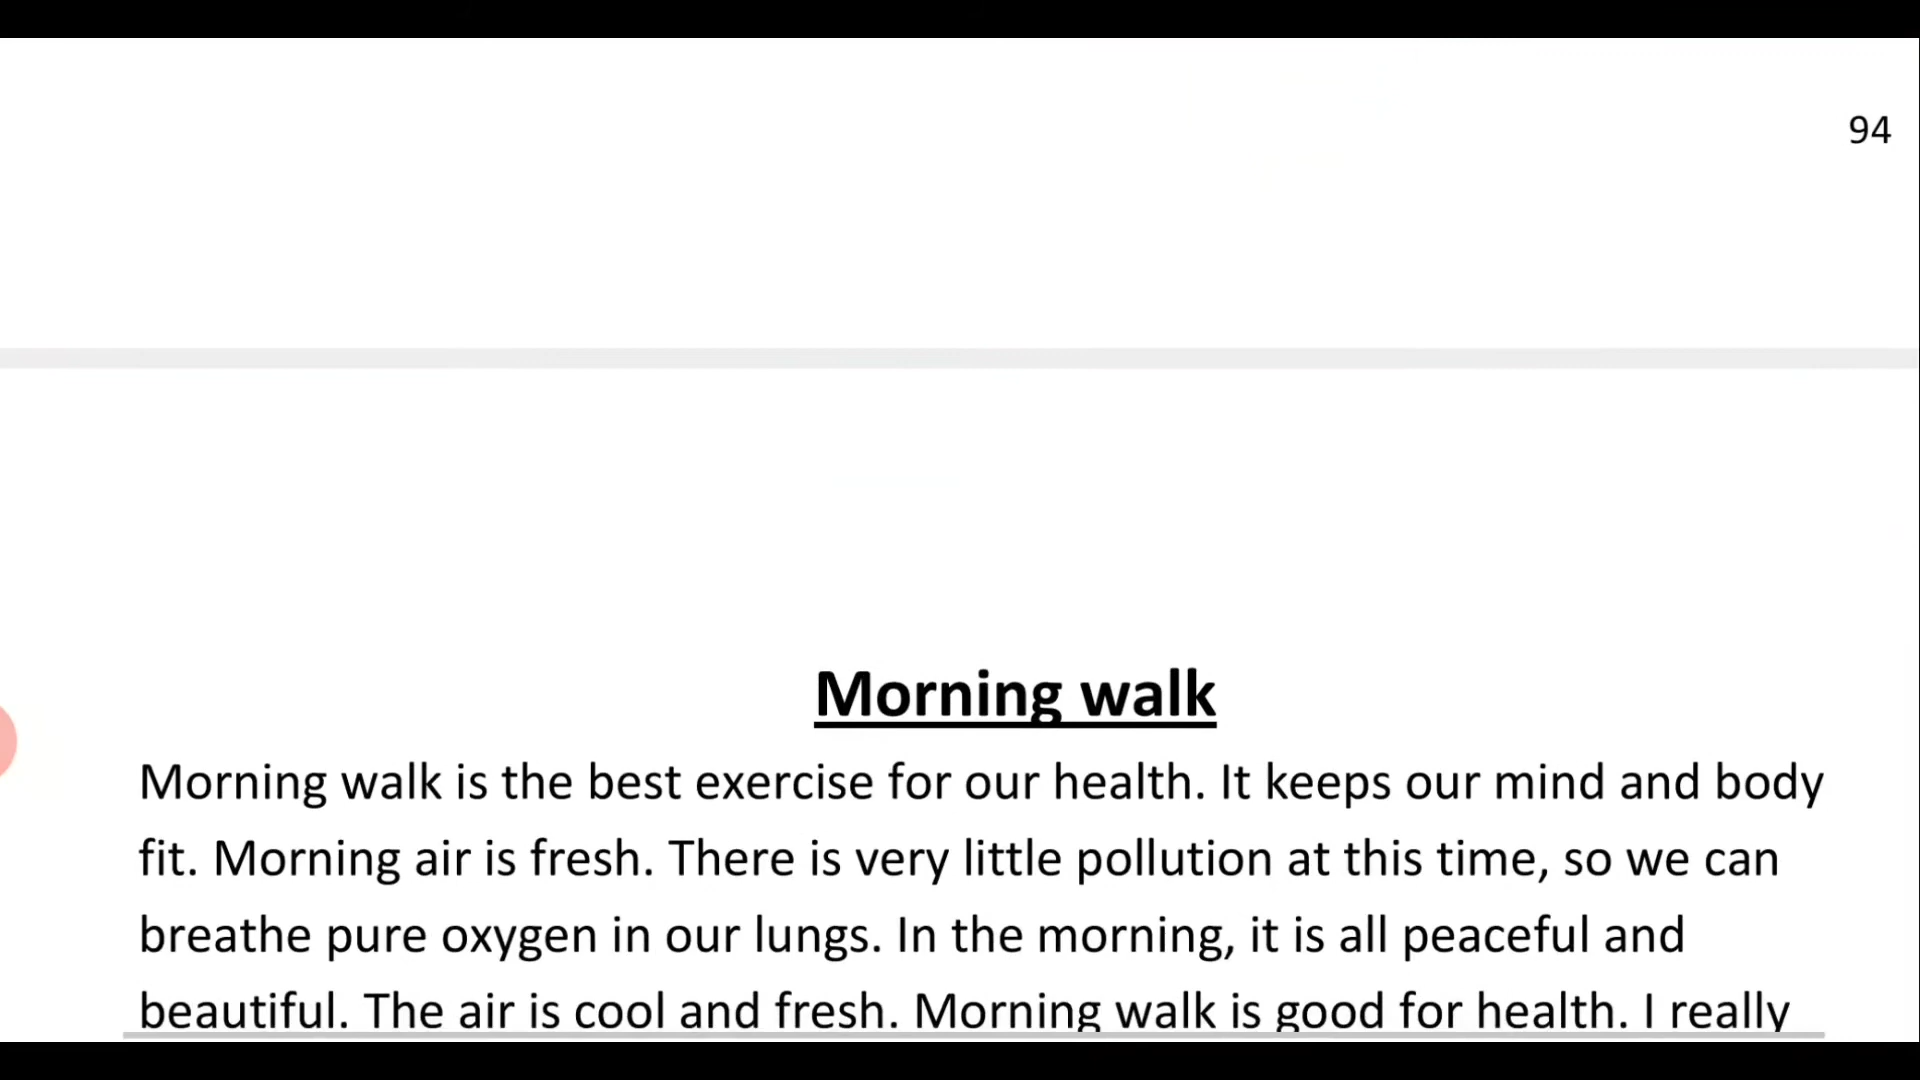 94
Morning walk
Morning walk is the best exercise for our health. It keeps our mind and body
fit. Morning air is fresh. There is very little pollution at this time, so we can
breathe pure oxygen in our lungs. In the morning, it is all peaceful and
beautiful. The air is cool and fresh. Morning walk is good for health. I really